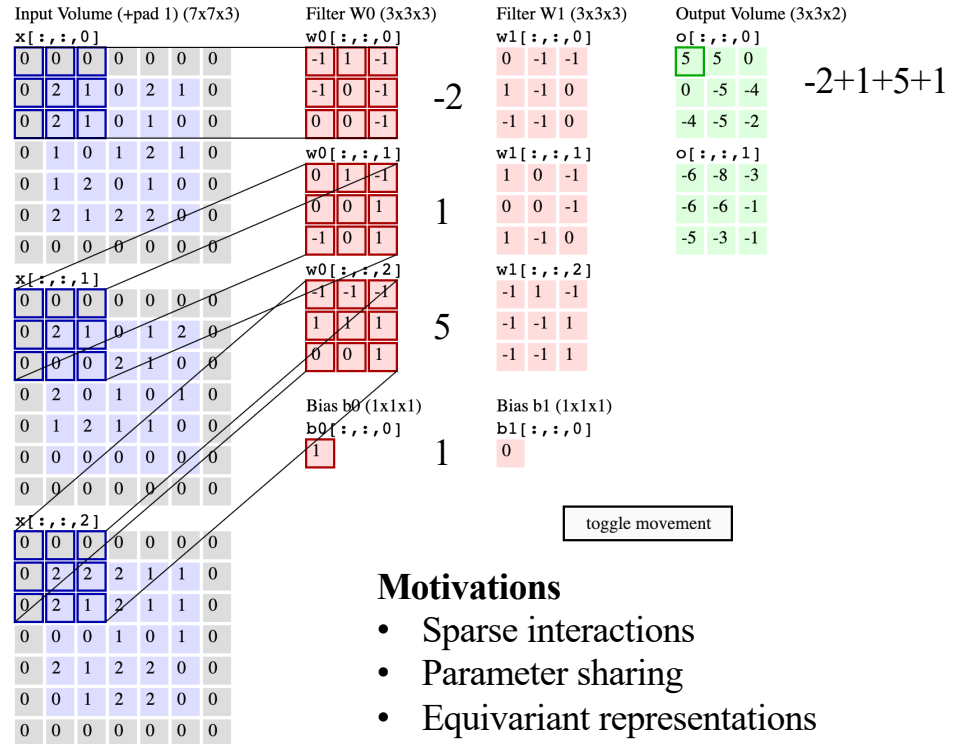 Input Volume (+pad 1) (7x7x3)
x[:,:,0]
0 0 0 0 0 0 0
0 2 1 0 2 1 0
0 2 1 0 1 0 0
0 1 0 1 2 1 0
0 1 2 0 1 0 0
0 2 1 2 2 0 0
0 0 0 0 0 0 0
x[:,:,1]
0 0 0 0 0 0 0
0 2 1 0 1 2 0
0 0 0 2 1 0 0
0 2 0 1 0 1 0
0 1 2 1 1 0 0
0 0 0 0 0 0 0
0 0 0 0 0 0 0
x[:,:,2]
0 0 0 0 0 0 0
0 2 2 2 1 1 0
0 2 1 2 1 1 0
0 0 0 1 0 1 0
0 2 1 2 2 0 0
0 0 1 2 2 0 0
0 0 0 0 0 0 0
Filter W0 (3x3x3)
w0[:,:,0]
-1 1 -1
-1 0 -1
0 0 -1
-2
w0[:,:,1]
0 1 -1
0 0 1
-1 0 1
1
w0[:,:,2]
-1 -1 -1
1 1 1
0 0 1
5
Bias b0 (1x1x1)
b0[:,:,0]
1
1
Filter W1 (3x3x3)
w1[:,:,0]
0 -1 -1
1 -1 0
-1 -1 0
w1[:,:,1]
1 0 -1
0 0 -1
1 -1 0
w1[:,:,2]
-1 1 -1
-1 -1 1
-1 -1 1
Bias b1 (1x1x1)
b1[:,:,0]
0
Output Volume (3x3x2)
o[:,:,0]
5 5 0
0 -5 -4
-4 -5 -2
-2+1+5+1
o[:,:,1]
-6 -8 -3
-6 -6 -1
-5 -3 -1
toggle movement
Motivations
• Sparse interactions
• Parameter sharing
• Equivariant representations